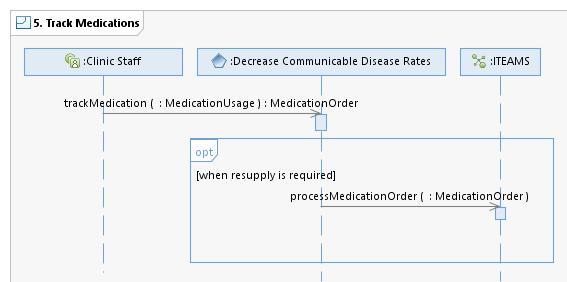 5. Track Medications
:Clinic Staff
:Decrease Communicable Disease Rates
:ITEAMS
trackMedication ( : MedicationUsage ) : MedicationOrder
opt
[when resupply is required]
processMedicationOrder ( : MedicationOrder )